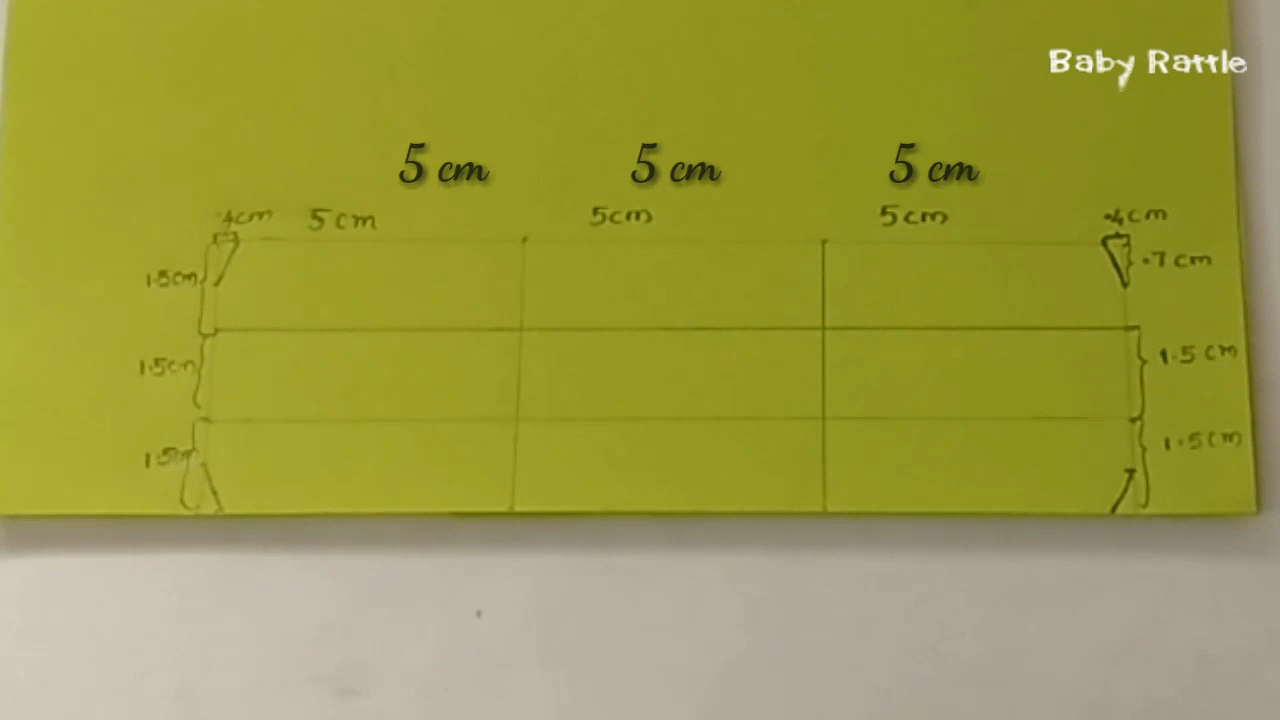 Baby Rattle
5 cm 5 cm 5 cm
.4cm 5cm 5cm 5cm .4cm
1.5cm .7cm
1.5cm 1.5cm
1.5cm 1.5cm